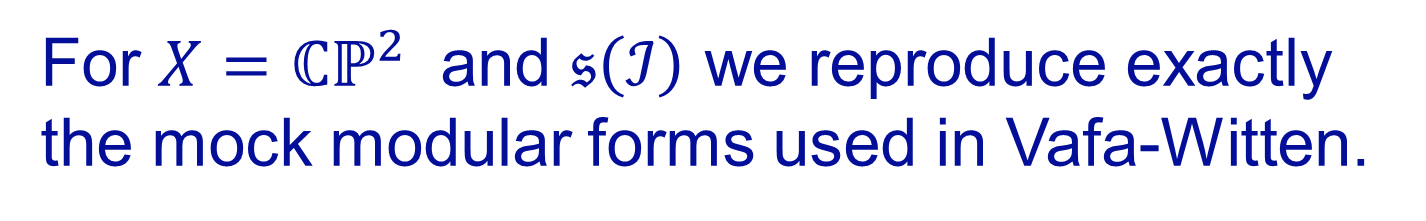 For 𝑋 = ℂℙ² and 𝔰(ℐ) we reproduce exactly
the mock modular forms used in Vafa-Witten.